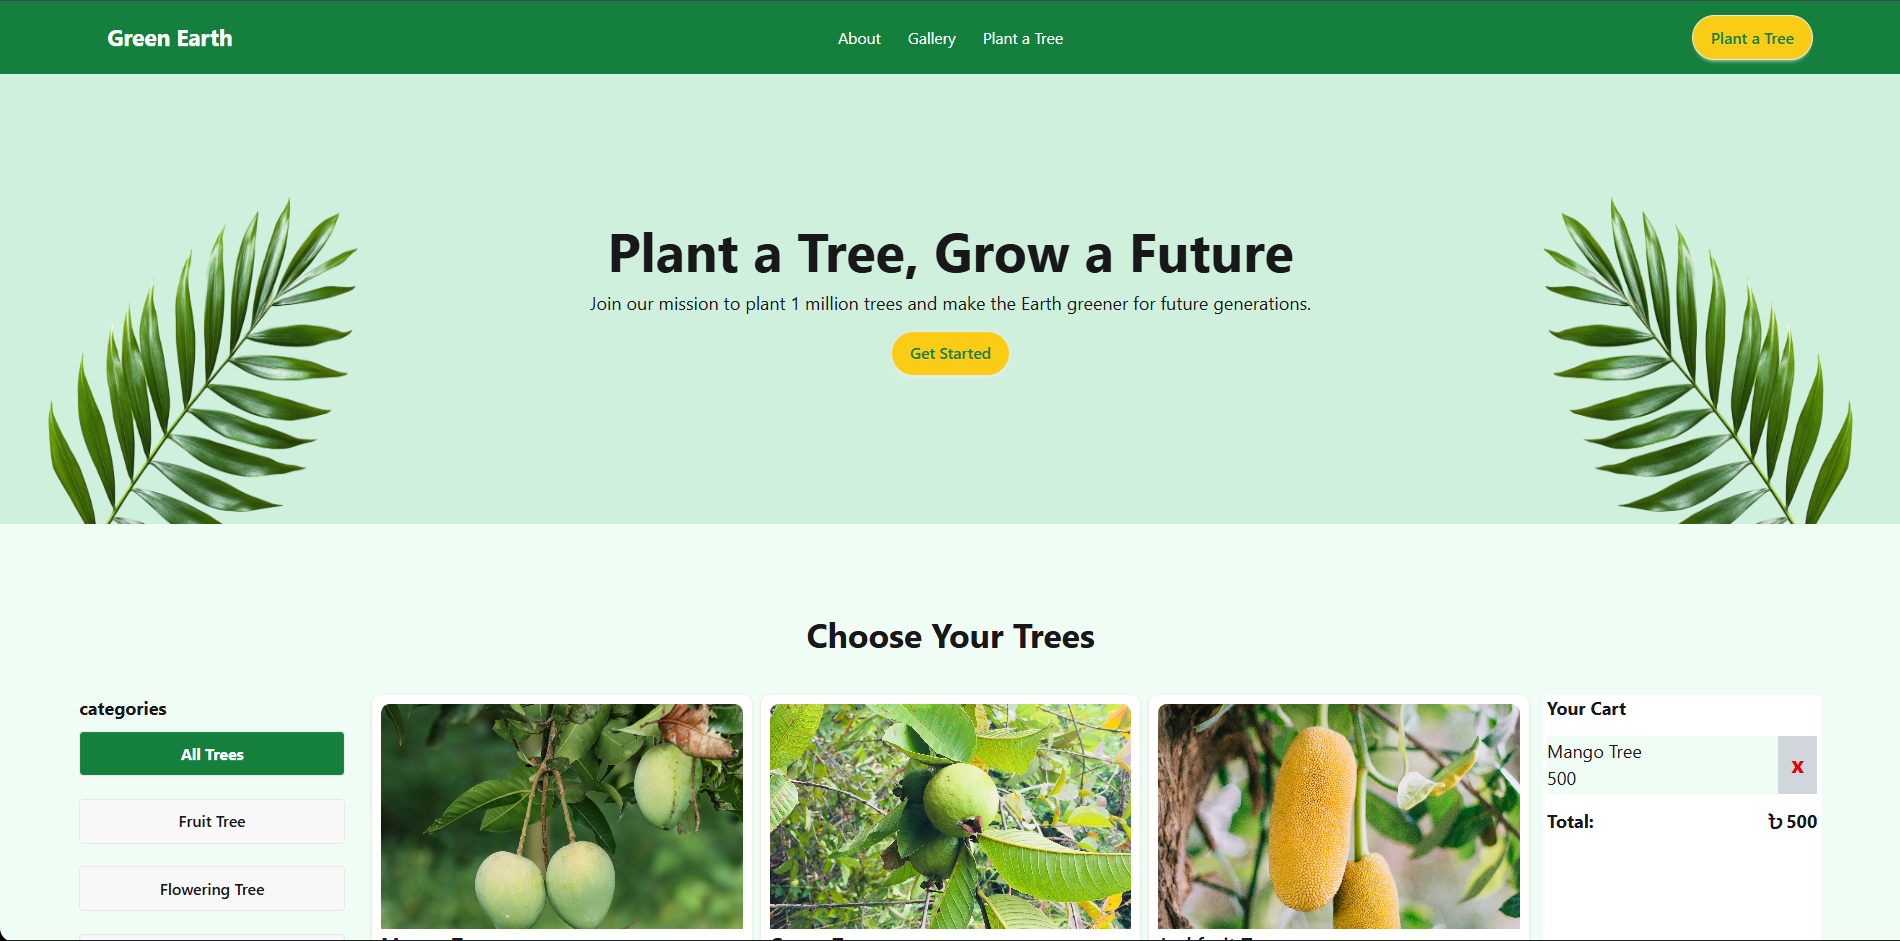 Green Earth
About
Gallery
Plant a Tree
Plant a Tree
Plant a Tree, Grow a Future
Join our mission to plant 1 million trees and make the Earth greener for future generations.
Get Started
Choose Your Trees
categories
All Trees
Fruit Tree
Flowering Tree
Your Cart
Mango Tree
500
x
Total:
৳ 500